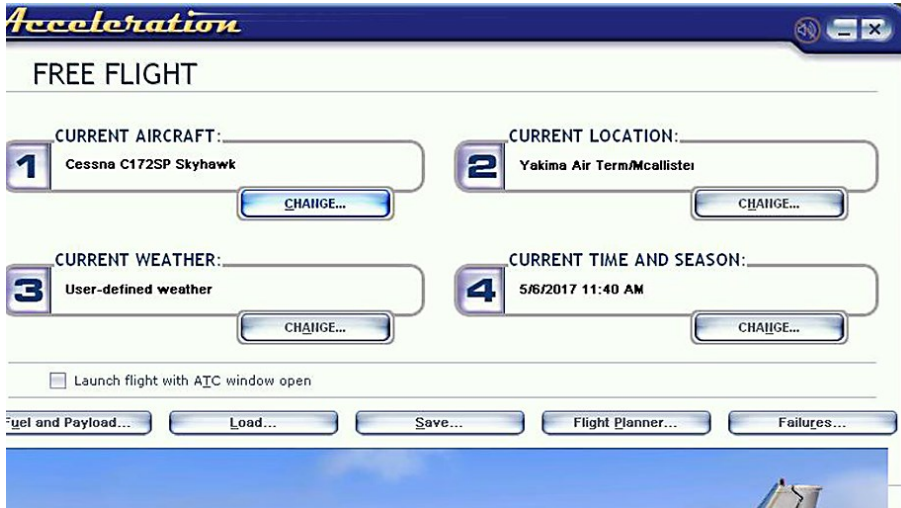 Acceleration
FREE FLIGHT
CURRENT AIRCRAFT:
1
Cessna C172SP Skyhawk
CHANGE...
CURRENT LOCATION:
2
Yakima Air Term/Mcallister
CHANGE...
CURRENT WEATHER:
3
User-defined weather
CHANGE...
CURRENT TIME AND SEASON:
4
5/6/2017 11:40 AM
CHANGE...
Launch flight with ATC window open
Fuel and Payload...
Load...
Save...
Flight Planner...
Failures...